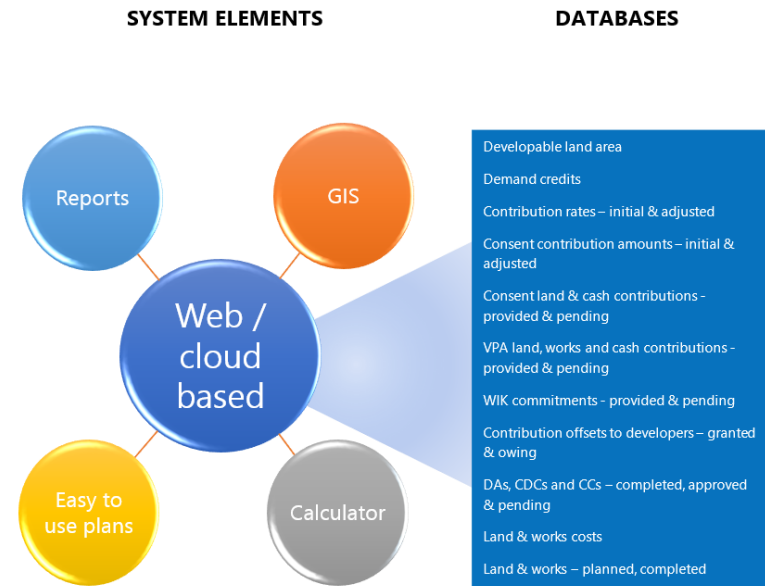 SYSTEM ELEMENTS
DATABASES
Reports
GIS
Web /
cloud
based
Easy to
use plans
Calculator
Developable land area
Demand credits
Contribution rates – initial & adjusted
Consent contribution amounts – initial &
adjusted
Consent land & cash contributions -
provided & pending
VPA land, works and cash contributions -
provided & pending
WIK commitments - provided & pending
Contribution offsets to developers – granted
& owing
DAs, CDCs and CCs – completed, approved
& pending
Land & works costs
Land & works – planned, completed